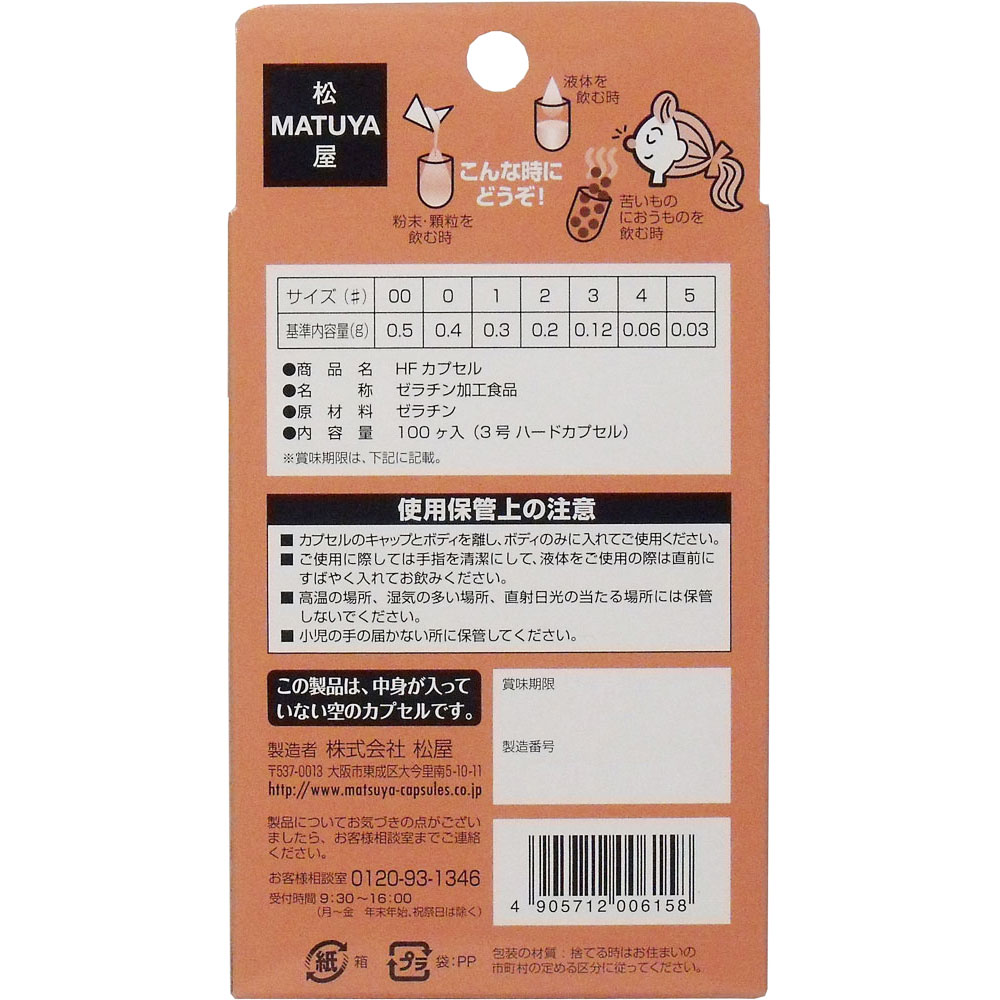 松
MATUYA
屋
液体を
飲む時
こんな時に
どうぞ!
粉末・顆粒を
飲む時
苦いもの
におうものを
飲む時
サイズ(♯) 00 0 1 2 3 4 5
基準内容量(g) 0.5 0.4 0.3 0.2 0.12 0.06 0.03
●商品名 HFカプセル
●名称 ゼラチン加工食品
●原材料 ゼラチン
●内容量 100ヶ入(3号 ハードカプセル)
※賞味期限は、下記に記載。
使用保管上の注意
■ カプセルのキャップとボディを離し、ボディのみに入れてご使用ください。
■ ご使用に際しては手指を清潔にして、液体をご使用の際は直前に
すばやく入れてお飲みください。
■ 高温の場所、湿気の多い場所、直射日光の当たる場所には保管
しないでください。
■ 小児の手の届かない所に保管してください。
この製品は、中身が入って
いない空のカプセルです。
賞味期限
製造番号
製造者 株式会社 松屋
〒537-0013 大阪市東成区大今里南5-10-11
http://www.matsuya-capsules.co.jp
製品についてお気づきの点がござい
ましたら、お客様相談室までご連絡
ください。
お客様相談室 0120-93-1346
受付時間 9:30~16:00
(月~金 年末年始、祝祭日は除く)
4 905712 006158
紙 箱 プラ 袋:PP
包装の材質:捨てる時はお住まいの
市町村の定める区分に従ってください。